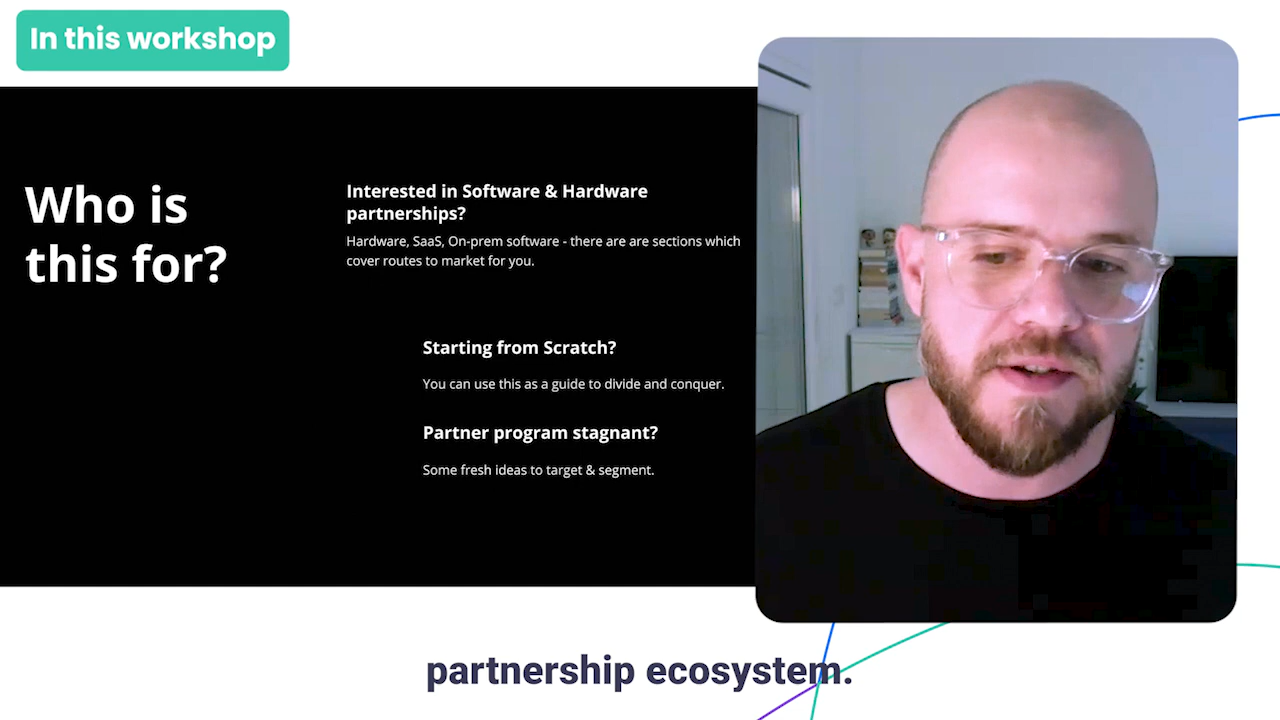 In this workshop
Who is
this for?
Interested in Software & Hardware
partnerships?
Hardware, SaaS, On-prem software - there are are sections which
cover routes to market for you.
Starting from Scratch?
You can use this as a guide to divide and conquer.
Partner program stagnant?
Some fresh ideas to target & segment.
partnership ecosystem.